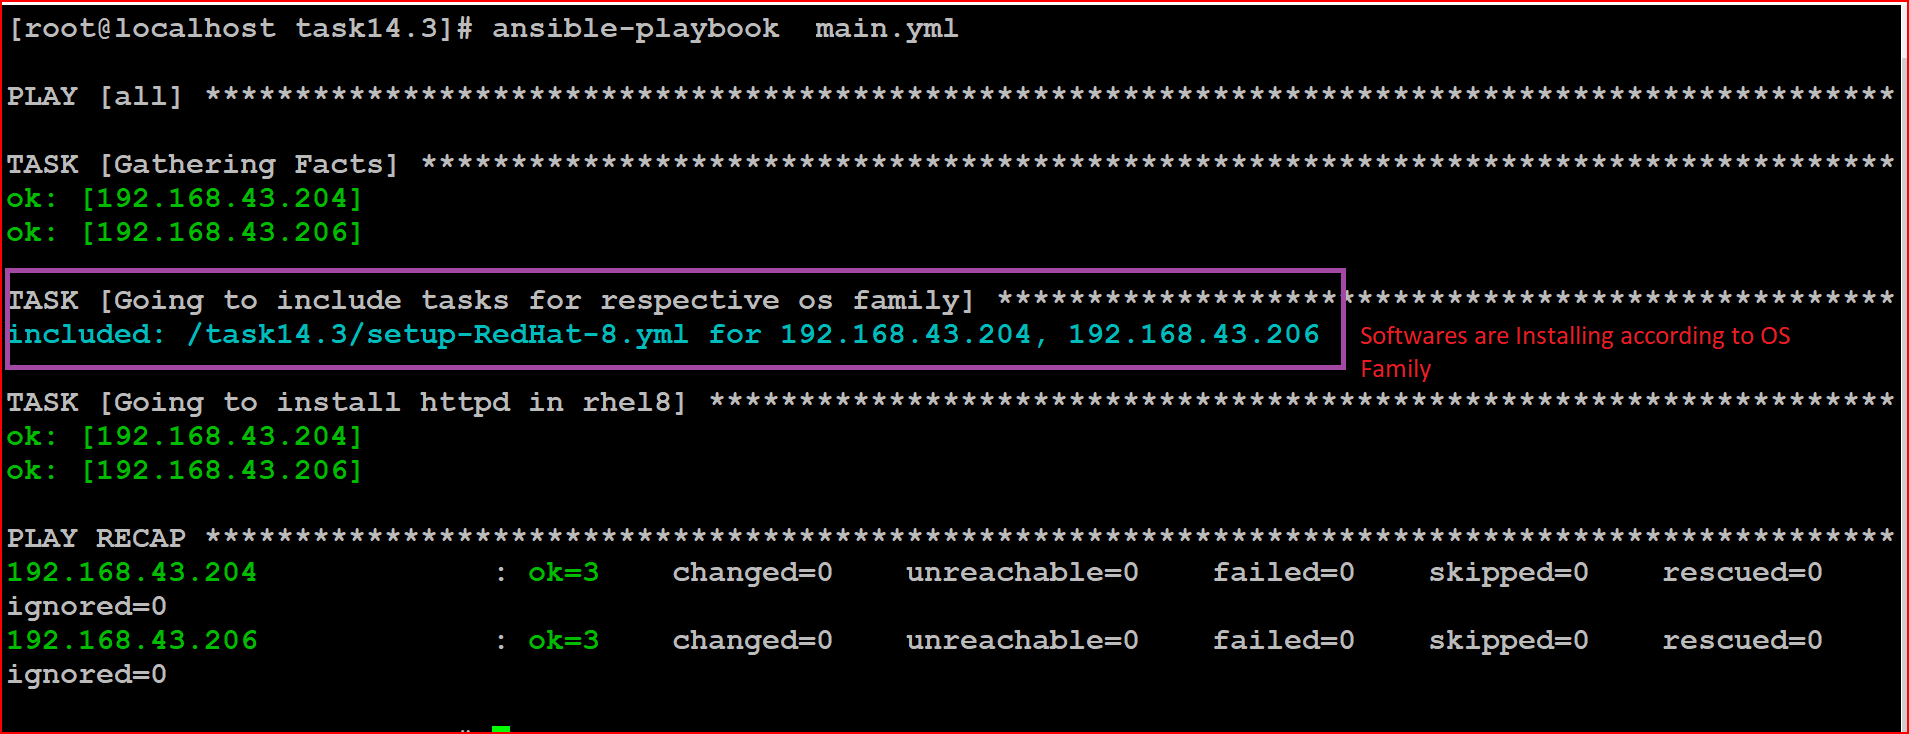 [root@localhost task14.3]# ansible-playbook  main.yml
PLAY [all] **********************************************************************************************
TASK [Gathering Facts] **********************************************************************************
ok: [192.168.43.204]
ok: [192.168.43.206]
TASK [Going to include tasks for respective os family] **************************************************
included: /task14.3/setup-RedHat-8.yml for 192.168.43.204, 192.168.43.206
Softwares are Installing according to OS
Family
TASK [Going to install httpd in rhel8] ******************************************************************
ok: [192.168.43.204]
ok: [192.168.43.206]
PLAY RECAP **********************************************************************************************
192.168.43.204             : ok=3    changed=0    unreachable=0    failed=0    skipped=0    rescued=0
ignored=0
192.168.43.206             : ok=3    changed=0    unreachable=0    failed=0    skipped=0    rescued=0
ignored=0